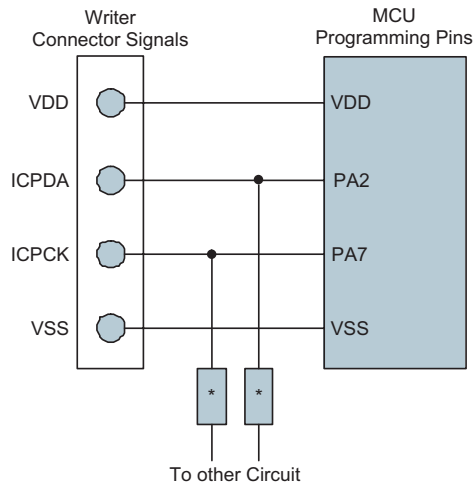 Writer
Connector Signals
MCU
Programming Pins
VDD
VDD
ICPDA
PA2
ICPCK
PA7
VSS
VSS
*
*
To other Circuit